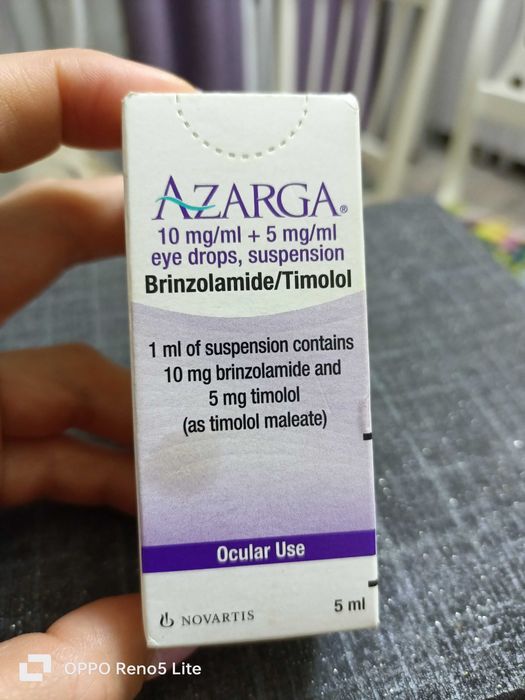 AZARGA®
10 mg/ml + 5 mg/ml
eye drops, suspension
Brinzolamide/Timolol
1 ml of suspension contains
10 mg brinzolamide and
5 mg timolol
(as timolol maleate)
Ocular Use
NOVARTIS
5 ml
OPPO Reno5 Lite